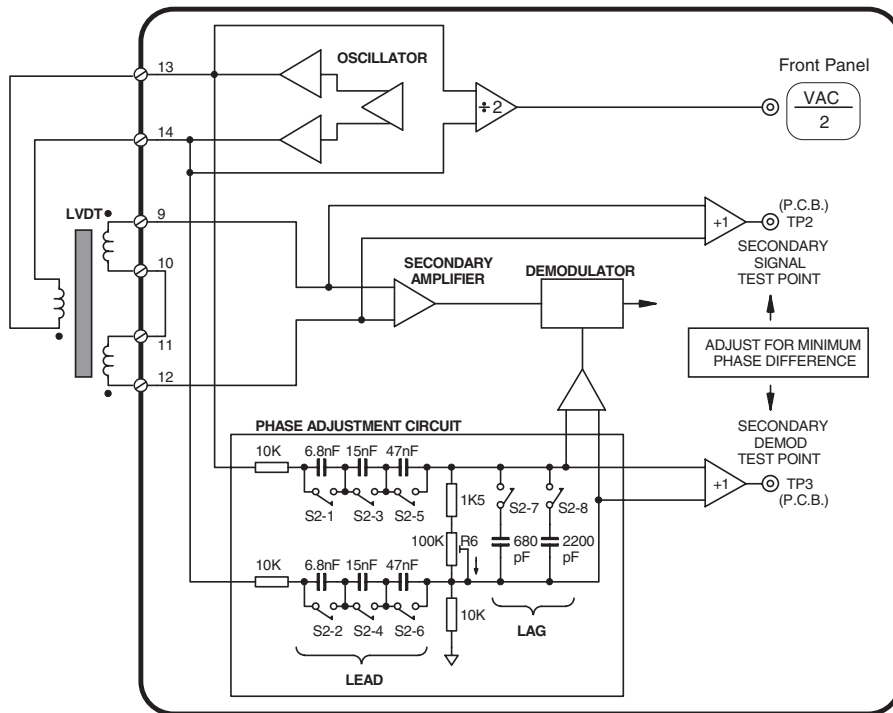 13
OSCILLATOR
Front Panel
÷2
VAC
2
14
LVDT
9
(P.C.B.)
+1
TP2
10
SECONDARY
AMPLIFIER
DEMODULATOR
SECONDARY
SIGNAL
TEST POINT
11
ADJUST FOR MINIMUM
PHASE DIFFERENCE
12
PHASE ADJUSTMENT CIRCUIT
SECONDARY
DEMOD
TEST POINT
10K
6.8nF
15nF
47nF
+1
TP3
(P.C.B.)
S2-1
S2-3
S2-5
1K5
S2-7
S2-8
100K
R6
680
pF
2200
pF
10K
6.8nF
15nF
47nF
S2-2
S2-4
S2-6
10K
LAG
LEAD